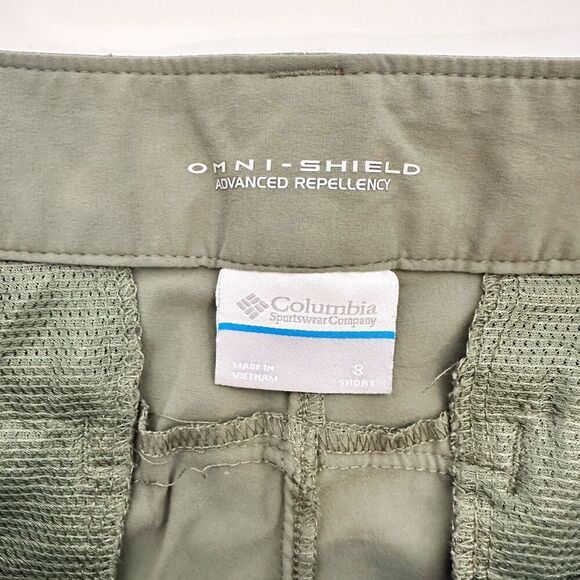 OMNI-SHIELD
ADVANCED REPELLENCY
Columbia
Sportswear Company
MADE IN
VIETNAM
8
SHORT